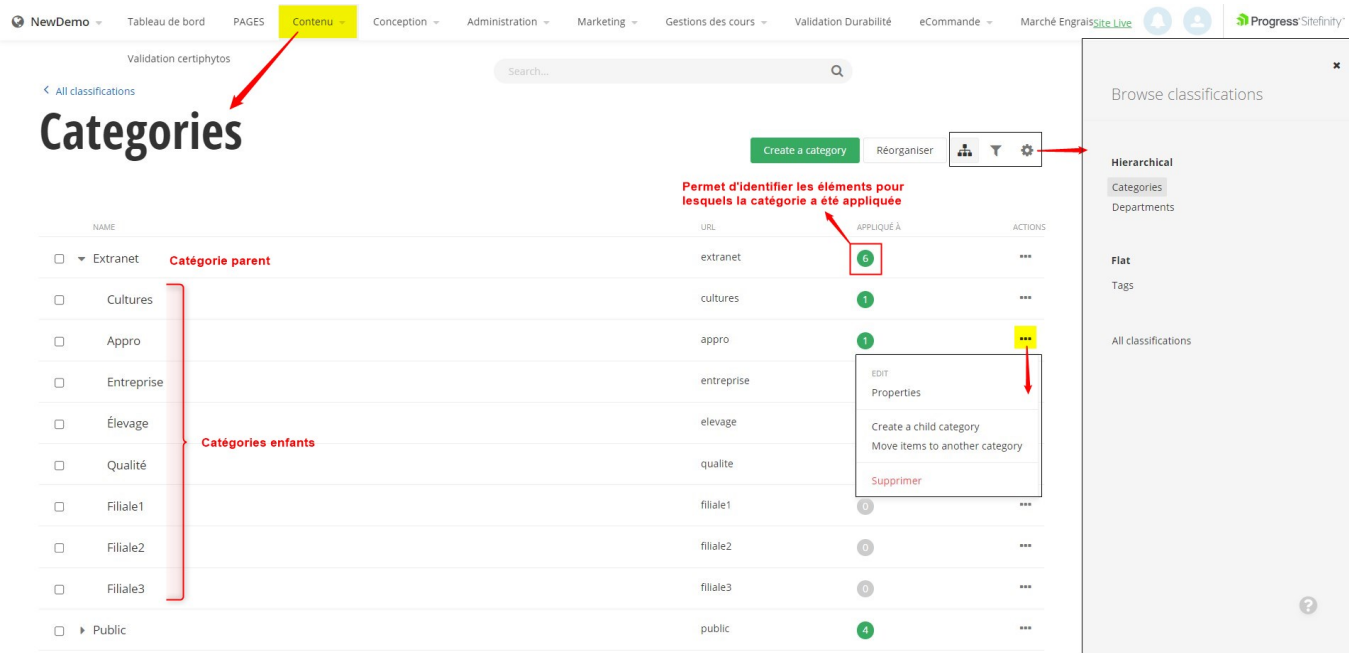 NewDemo Tableau de bord PAGES Contenu Conception Administration Marketing Gestions des cours Validation Durabilité eCommande Marché Engrais Site Live Progress Sitefinity
Validation certiphytos
Search...
All classifications
Categories
Create a category Réorganiser
Permet d'identifier les éléments pour
lesquels la catégorie a été appliquée
NAME URL APPLIQUÉ À ACTIONS
Extranet Catégorie parent extranet 6
Cultures cultures 1
Appro appro 1
Entreprise entreprise
Élevage elevage
Catégories enfants
Qualité qualite
EDIT
Properties
Create a child category
Move items to another category
Supprimer
Filiale1 filiale1 0
Filiale2 filiale2 0
Filiale3 filiale3 0
Public public 4
Browse classifications
Hierarchical
Categories
Departments
Flat
Tags
All classifications